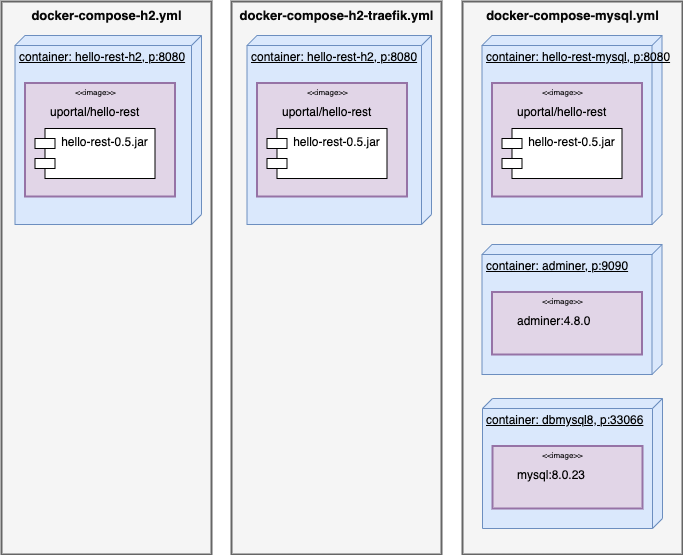 docker-compose-h2.yml
container: hello-rest-h2, p:8080
<<image>>
uportal/hello-rest
hello-rest-0.5.jar
docker-compose-h2-traefik.yml
container: hello-rest-h2, p:8080
<<image>>
uportal/hello-rest
hello-rest-0.5.jar
docker-compose-mysql.yml
container: hello-rest-mysql, p:8080
<<image>>
uportal/hello-rest
hello-rest-0.5.jar
container: adminer, p:9090
<<image>>
adminer:4.8.0
container: dbmysql8, p:33066
<<image>>
mysql:8.0.23